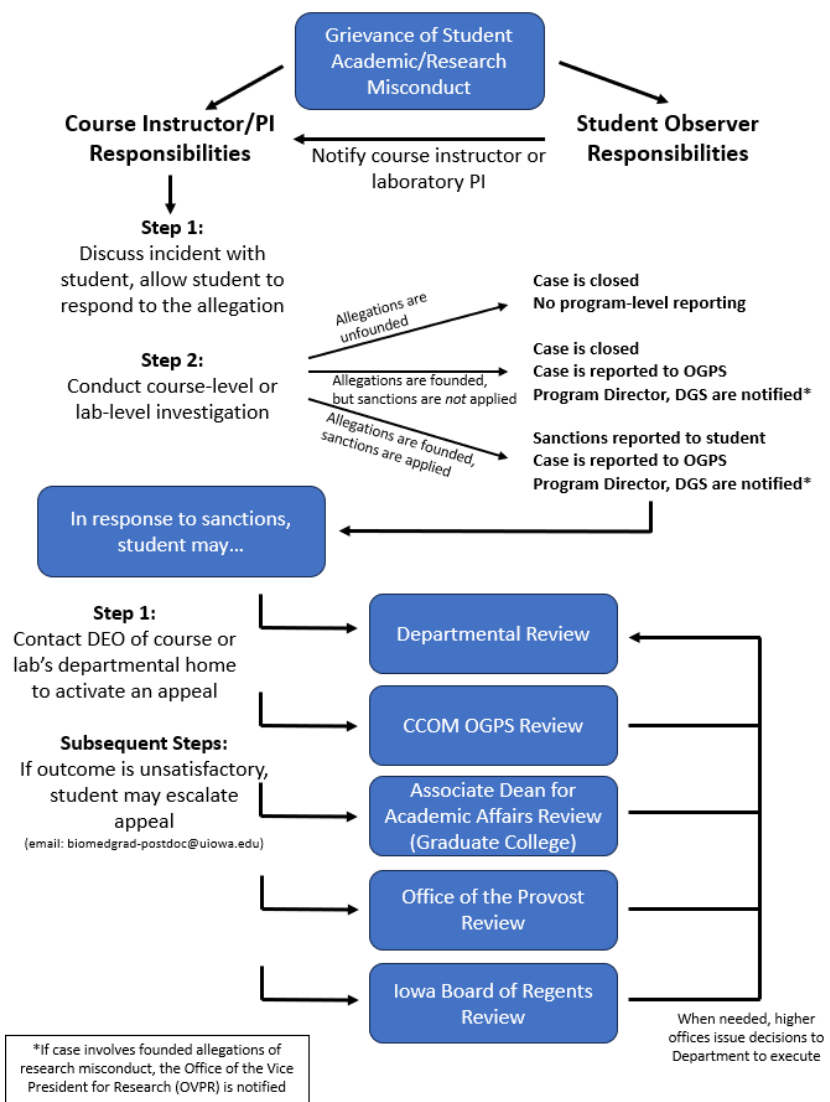 Grievance of Student
Academic/Research
Misconduct
Course Instructor/PI
Responsibilities
Student Observer
Responsibilities
Notify course instructor or
laboratory PI
Step 1:
Discuss incident with
student, allow student to
respond to the allegation
Step 2:
Conduct course-level or
lab-level investigation
Allegations are
unfounded
Case is closed
No program-level reporting
Allegations are founded,
but sanctions are not applied
Case is closed
Case is reported to OGPS
Program Director, DGS are notified*
Allegations are founded,
sanctions are applied
Sanctions reported to student
Case is reported to OGPS
Program Director, DGS are notified*
In response to sanctions,
student may…
Step 1:
Contact DEO of course or
lab's departmental home
to activate an appeal
Subsequent Steps:
If outcome is unsatisfactory,
student may escalate
appeal
(email: biomedgrad-postdoc@uiowa.edu)
Departmental Review
CCOM OGPS Review
Associate Dean for
Academic Affairs Review
(Graduate College)
Office of the Provost
Review
Iowa Board of Regents
Review
When needed, higher
offices issue decisions to
Department to execute
*If case involves founded allegations of
research misconduct, the Office of the Vice
President for Research (OVPR) is notified